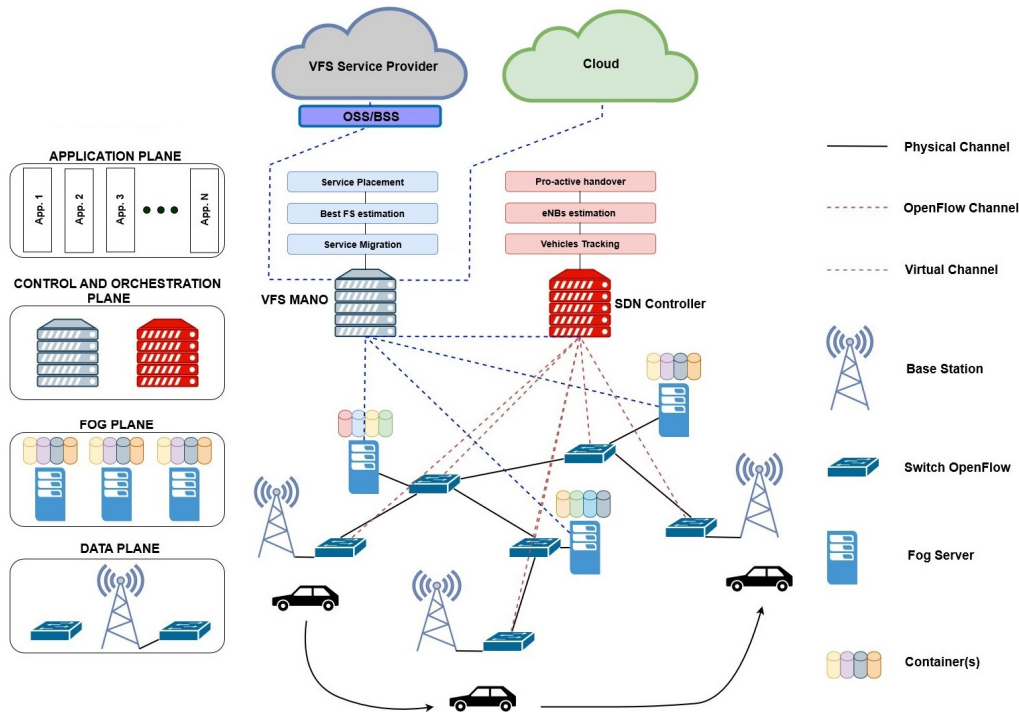 VFS Service Provider
Cloud
OSS/BSS
APPLICATION PLANE
App. 1
App. 2
App. 3
App. N
Service Placement
Best FS estimation
Service Migration
Pro-active handover
eNBs estimation
Vehicles Tracking
CONTROL AND ORCHESTRATION
PLANE
VFS MANO
SDN Controller
FOG PLANE
DATA PLANE
Physical Channel
OpenFlow Channel
Virtual Channel
Base Station
Switch OpenFlow
Fog Server
Container(s)